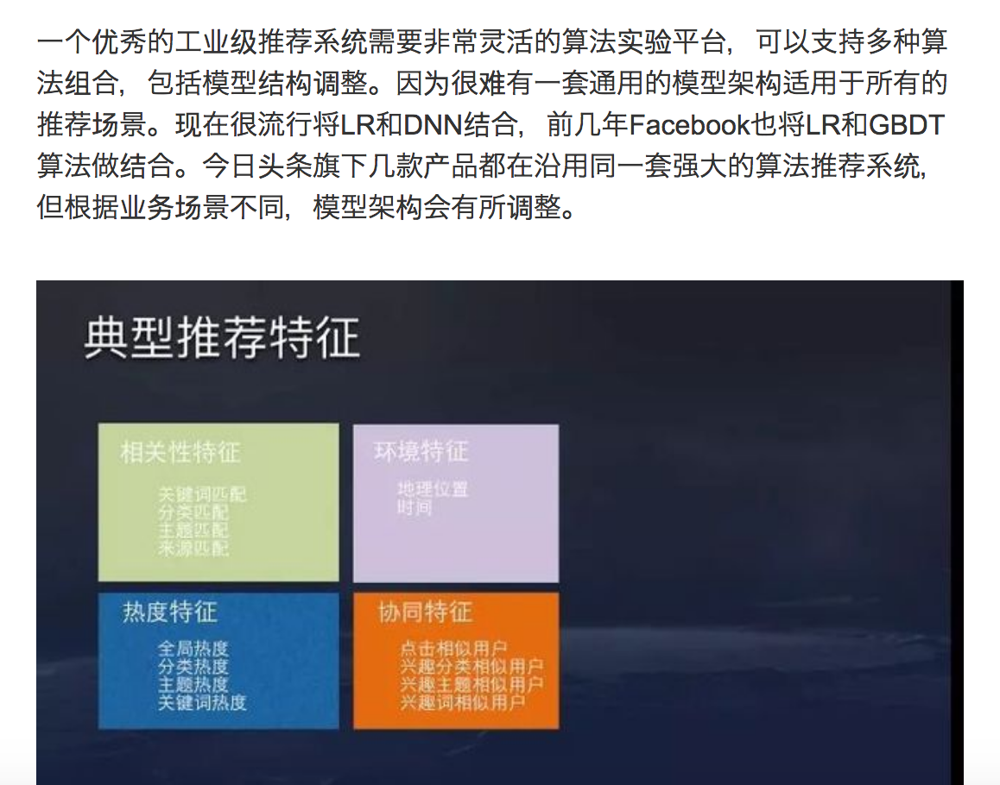 一个优秀的工业级推荐系统需要非常灵活的算法实验平台，可以支持多种算
法组合，包括模型结构调整。因为很难有一套通用的模型架构适用于所有的
推荐场景。现在很流行将LR和DNN结合，前几年Facebook也将LR和GBDT
算法做结合。今日头条旗下几款产品都在沿用同一套强大的算法推荐系统，
但根据业务场景不同，模型架构会有所调整。
典型推荐特征
相关性特征
关键词匹配
分类匹配
主题匹配
来源匹配
环境特征
地理位置
时间
热度特征
全局热度
分类热度
主题热度
关键词热度
协同特征
点击相似用户
兴趣分类相似用户
兴趣主题相似用户
兴趣词相似用户